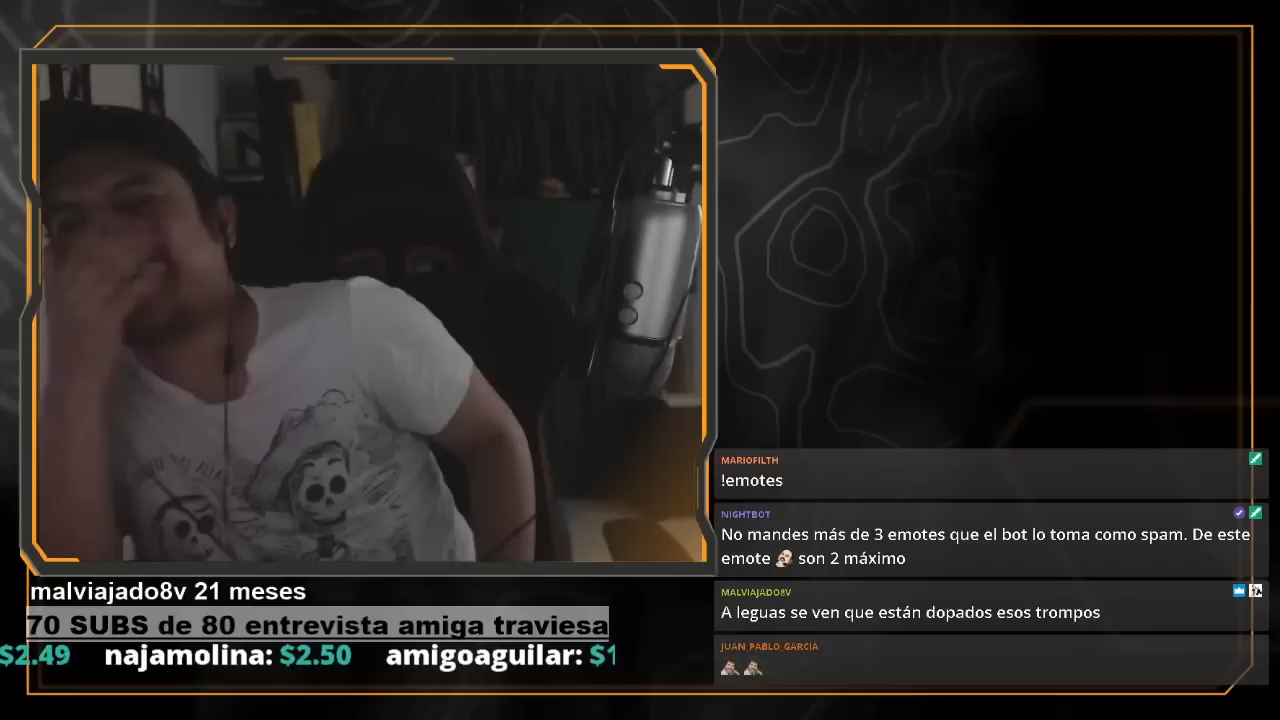 MARIOFILTH
!emotes
NIGHTBOT
No mandes más de 3 emotes que el bot lo toma como spam. De este
emote son 2 máximo
MALVIAJADO8V
A leguas se ven que están dopados esos trompos
JUAN_PABLO_GARCIA
malviajado8v 21 meses
70 SUBS de 80 entrevista amiga traviesa
$2.49 najamolina: $2.50 amigoaguilar: $1